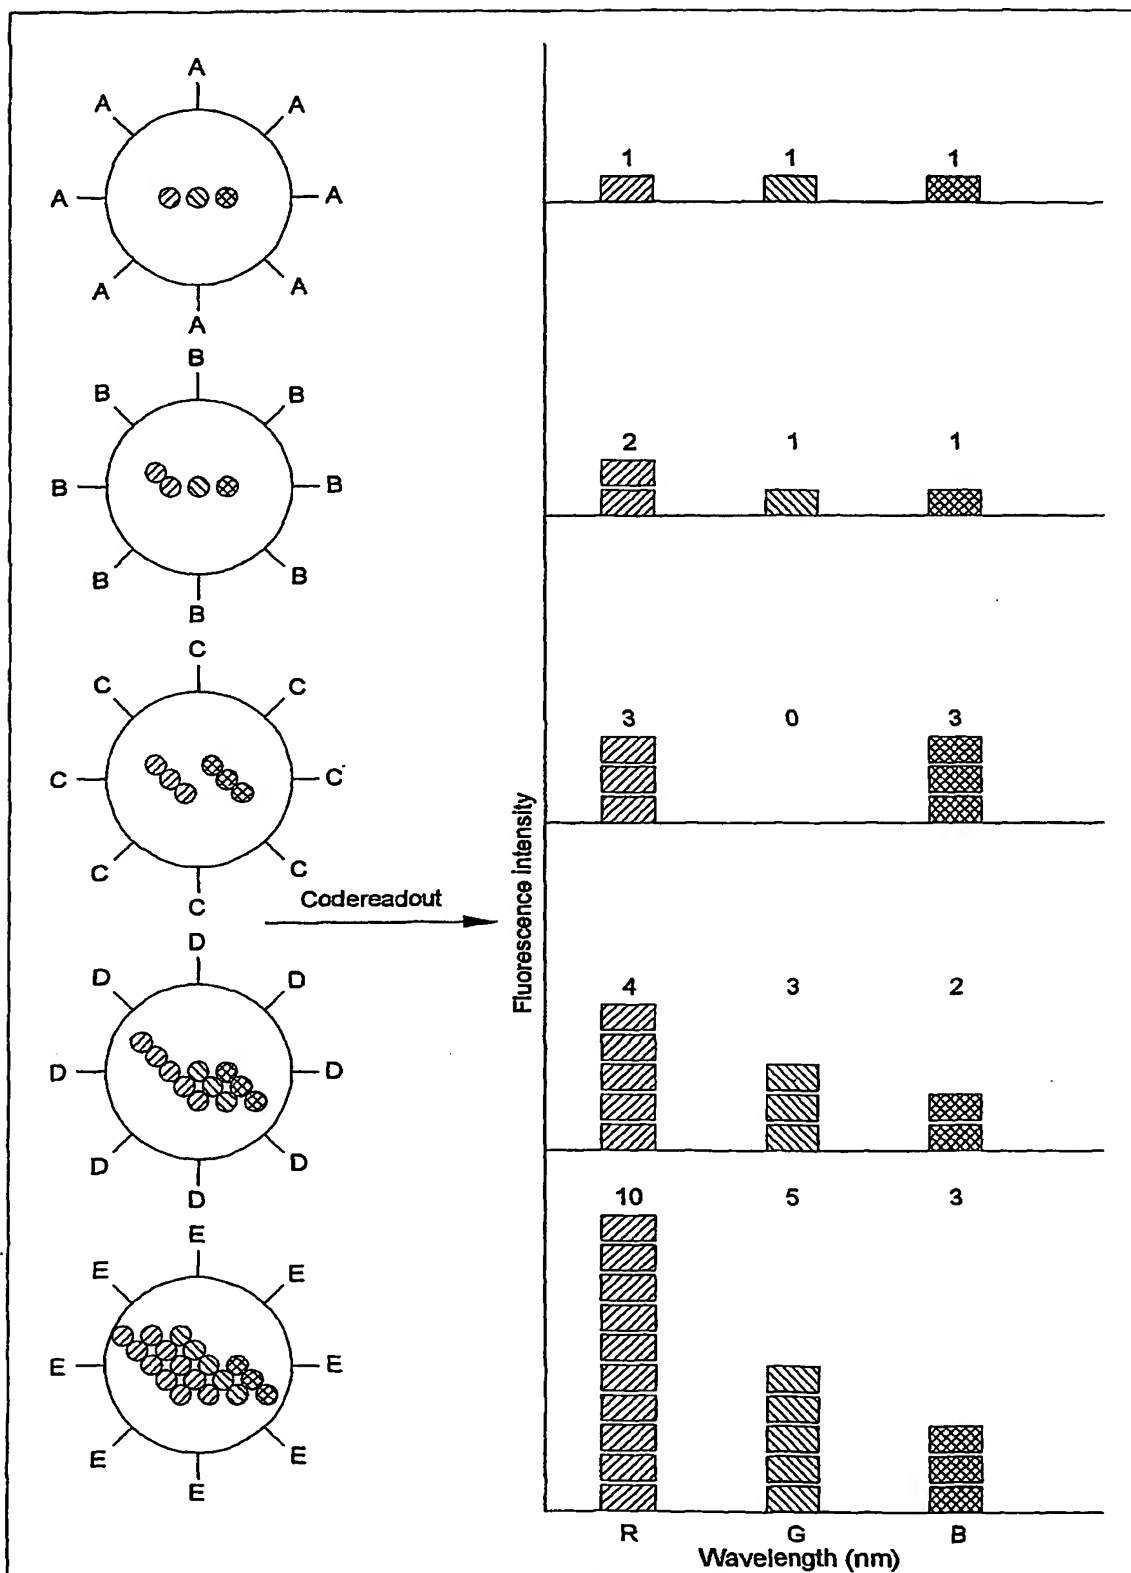 A
A A
A A
A A
A
1 1 1
B
B B
B B
B B
B
2 1 1
C
C C
C C
C C
C
3 0 3
Codereadout
Fluorescence intensity
D
D D
D D
D D
D
4 3 2
E
E E
E E
E E
E
10 5 3
R G B
Wavelength (nm)